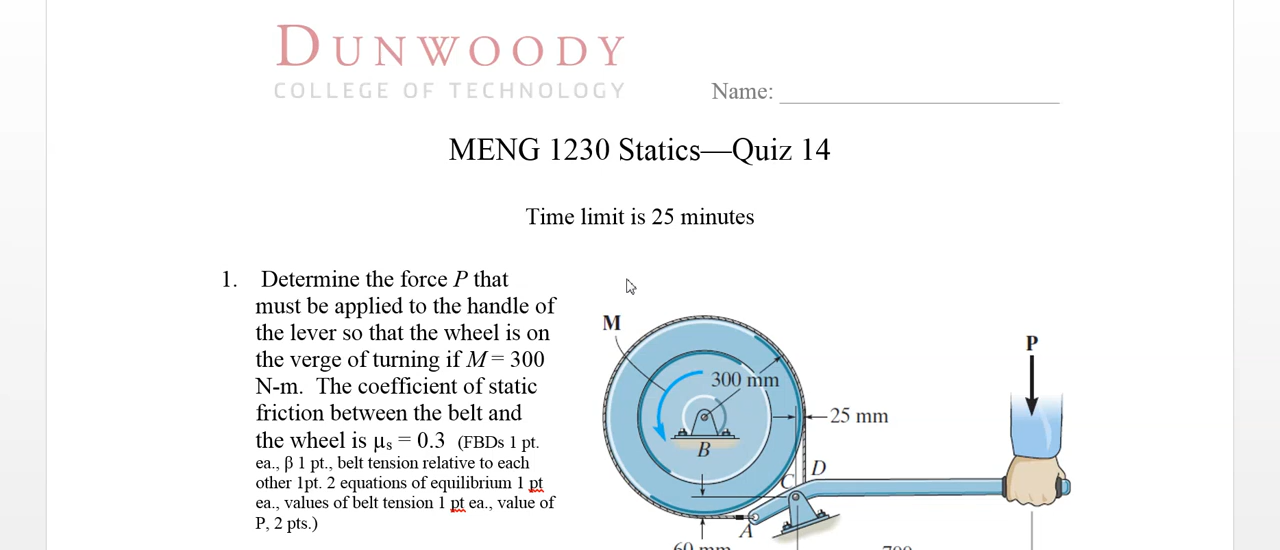 DUNWOODY
COLLEGE OF TECHNOLOGY
Name:
MENG 1230 Statics—Quiz 14
Time limit is 25 minutes
1. Determine the force P that
must be applied to the handle of
the lever so that the wheel is on
the verge of turning if M = 300
N-m. The coefficient of static
friction between the belt and
the wheel is μs = 0.3 (FBDs 1 pt.
ea., β 1 pt., belt tension relative to each
other 1pt. 2 equations of equilibrium 1 pt
ea., values of belt tension 1 pt ea., value of
P, 2 pts.)
M
300 mm
P
25 mm
B
D
C
A
60 mm
700